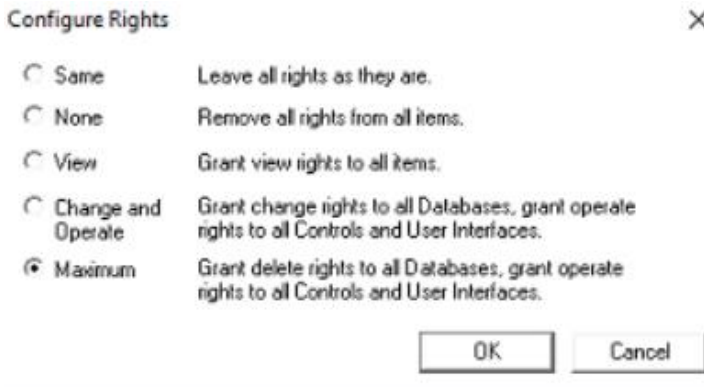 Configure Rights
Same Leave all rights as they are.
None Remove all rights from all items.
View Grant view rights to all items.
Change and Operate Grant change rights to all Databases, grant operate
rights to all Controls and User Interfaces.
Maximum Grant delete rights to all Databases, grant operate
rights to all Controls and User Interfaces.
OK Cancel